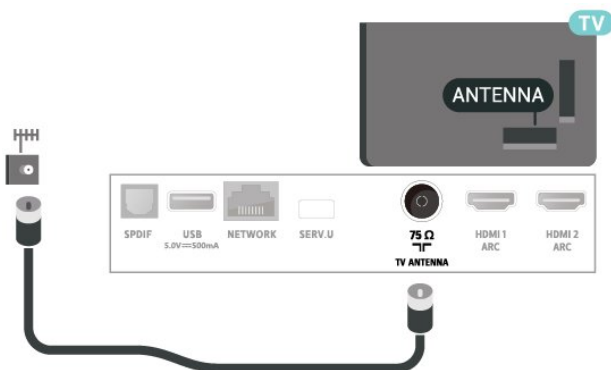 TV
ANTENNA
SPDIF
USB
5.0V⎓500mA
NETWORK
SERV.U
75 Ω
TV ANTENNA
HDMI 1
ARC
HDMI 2
ARC